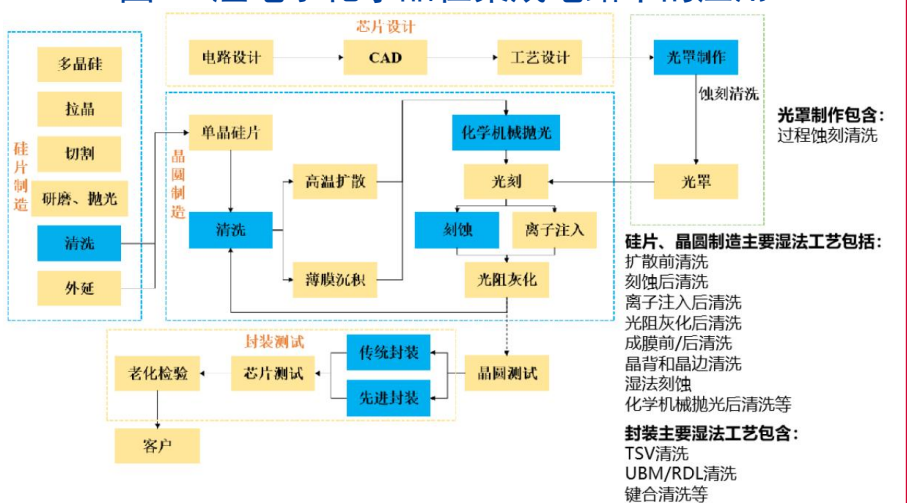 芯片设计
电路设计
CAD
工艺设计
光罩制作
蚀刻清洗
光罩
光罩制作包含：
过程蚀刻清洗
硅片制造
多晶硅
拉晶
切割
研磨、抛光
清洗
外延
晶圆制造
单晶硅片
清洗
高温扩散
薄膜沉积
化学机械抛光
光刻
刻蚀
离子注入
光阻灰化
硅片、晶圆制造主要湿法工艺包括：
扩散前清洗
刻蚀后清洗
离子注入后清洗
光阻灰化后清洗
成膜前/后清洗
晶背和晶边清洗
湿法刻蚀
化学机械抛光后清洗等
封装测试
老化检验
芯片测试
传统封装
先进封装
晶圆测试
客户
封装主要湿法工艺包含：
TSV清洗
UBM/RDL清洗
键合清洗等